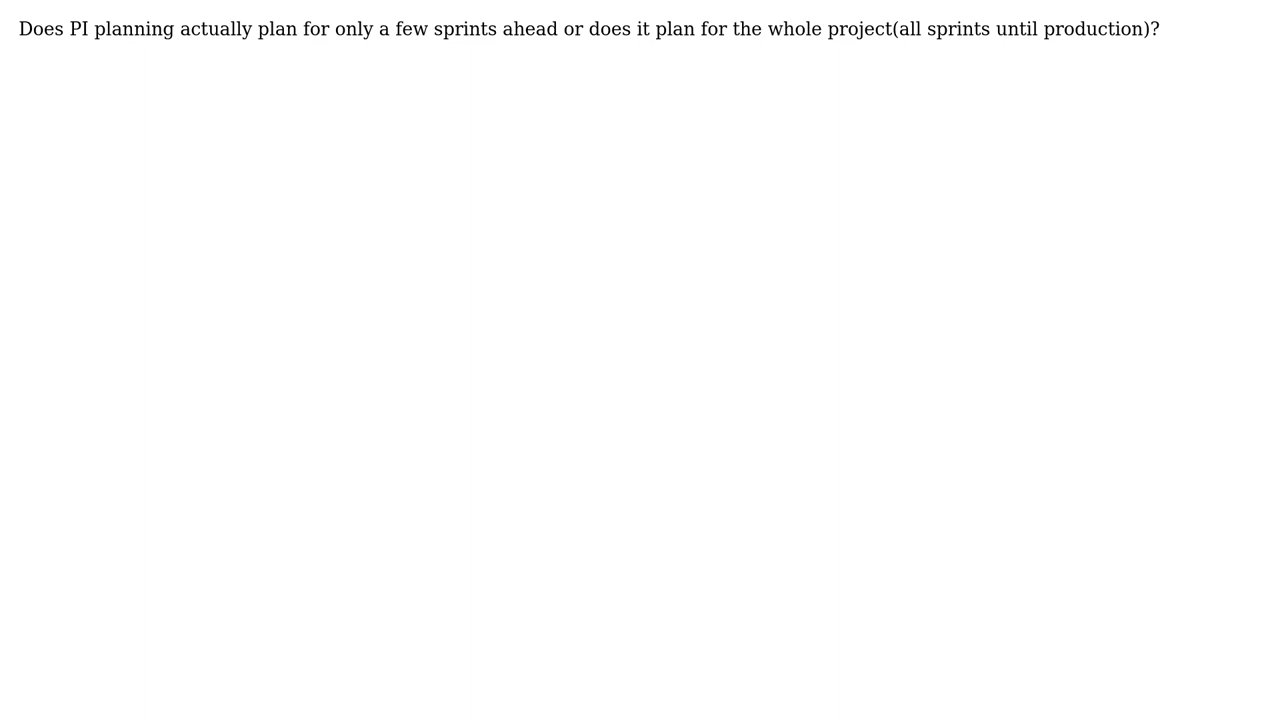 Does PI planning actually plan for only a few sprints ahead or does it plan for the whole project(all sprints until production)?